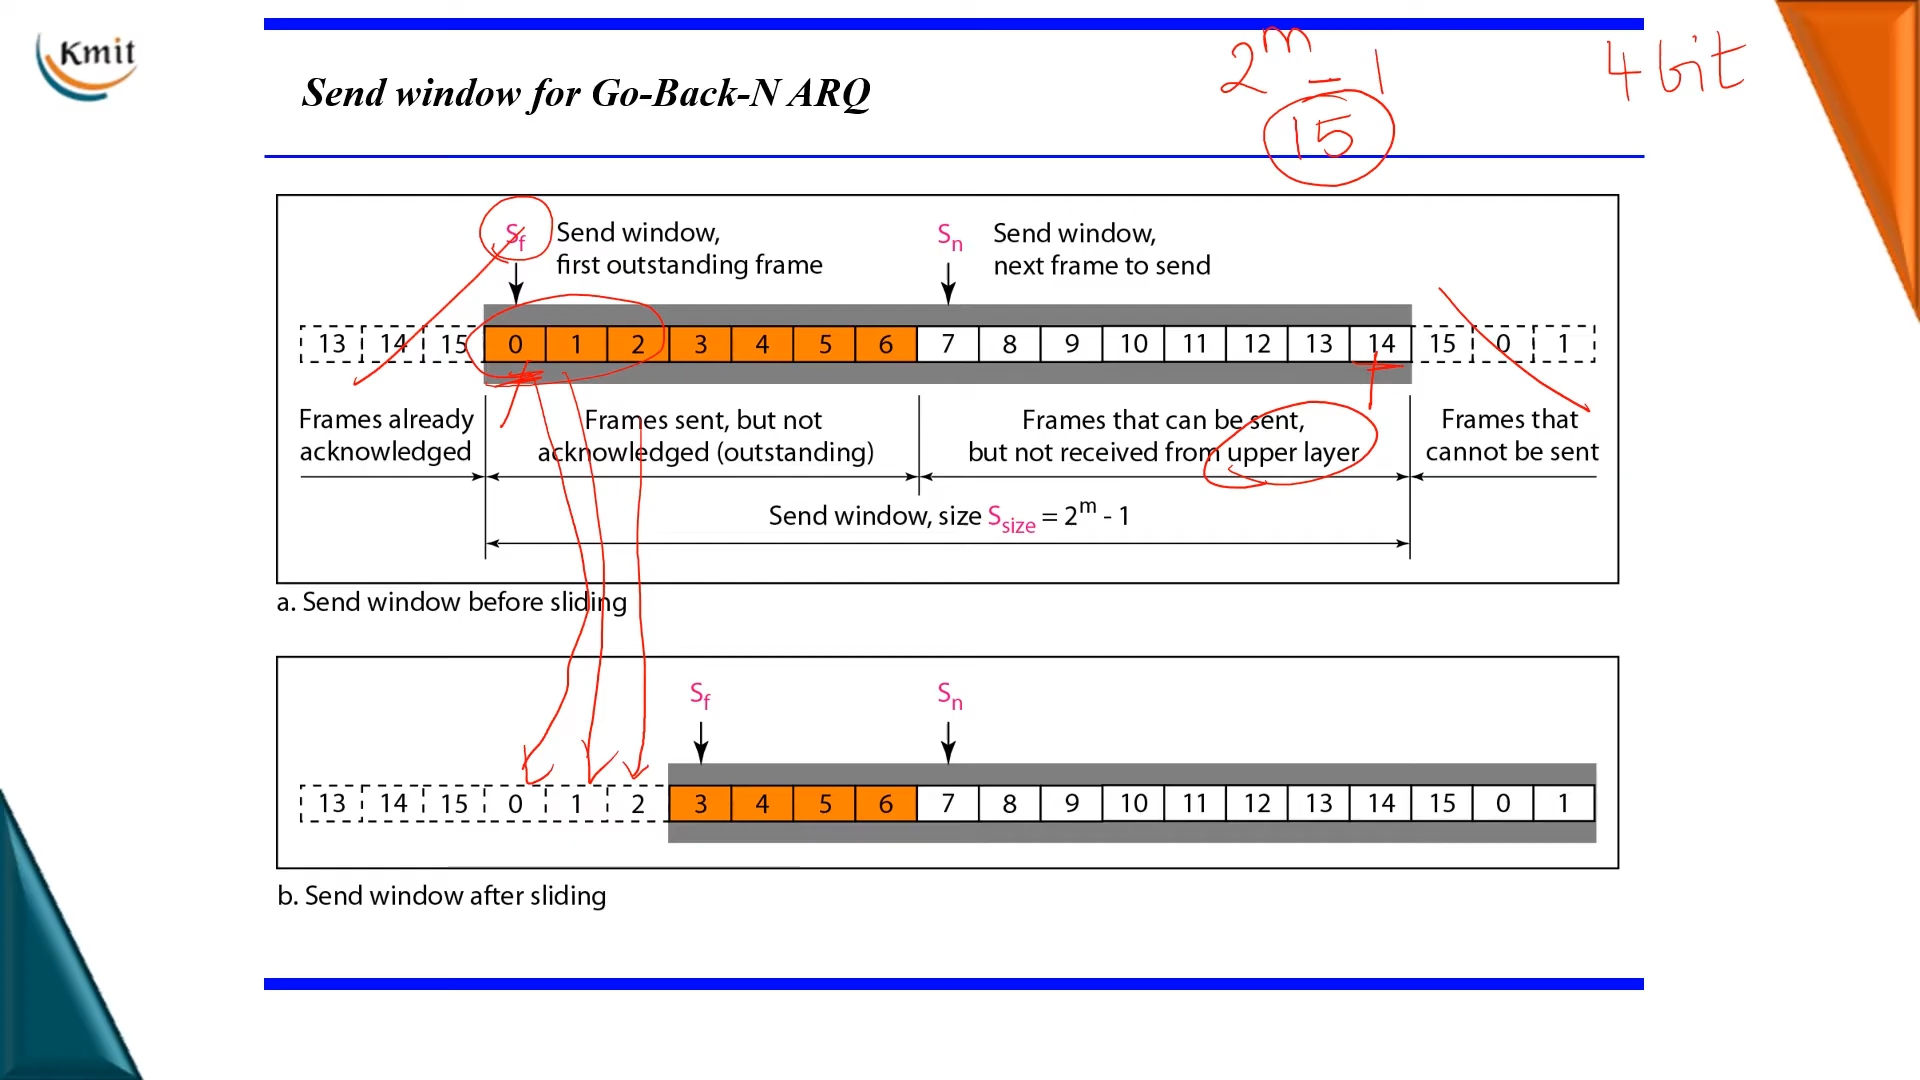 Kmit
Send window for Go-Back-N ARQ
2^m - 1
15
4 bit
Sf Send window, first outstanding frame
Sn Send window, next frame to send
13 14 15 0 1 2 3 4 5 6 7 8 9 10 11 12 13 14 15 0 1
Frames already acknowledged
Frames sent, but not acknowledged (outstanding)
Frames that can be sent, but not received from upper layer
Frames that cannot be sent
Send window, size Ssize = 2^m - 1
a. Send window before sliding
Sf Sn
13 14 15 0 1 2 3 4 5 6 7 8 9 10 11 12 13 14 15 0 1
b. Send window after sliding